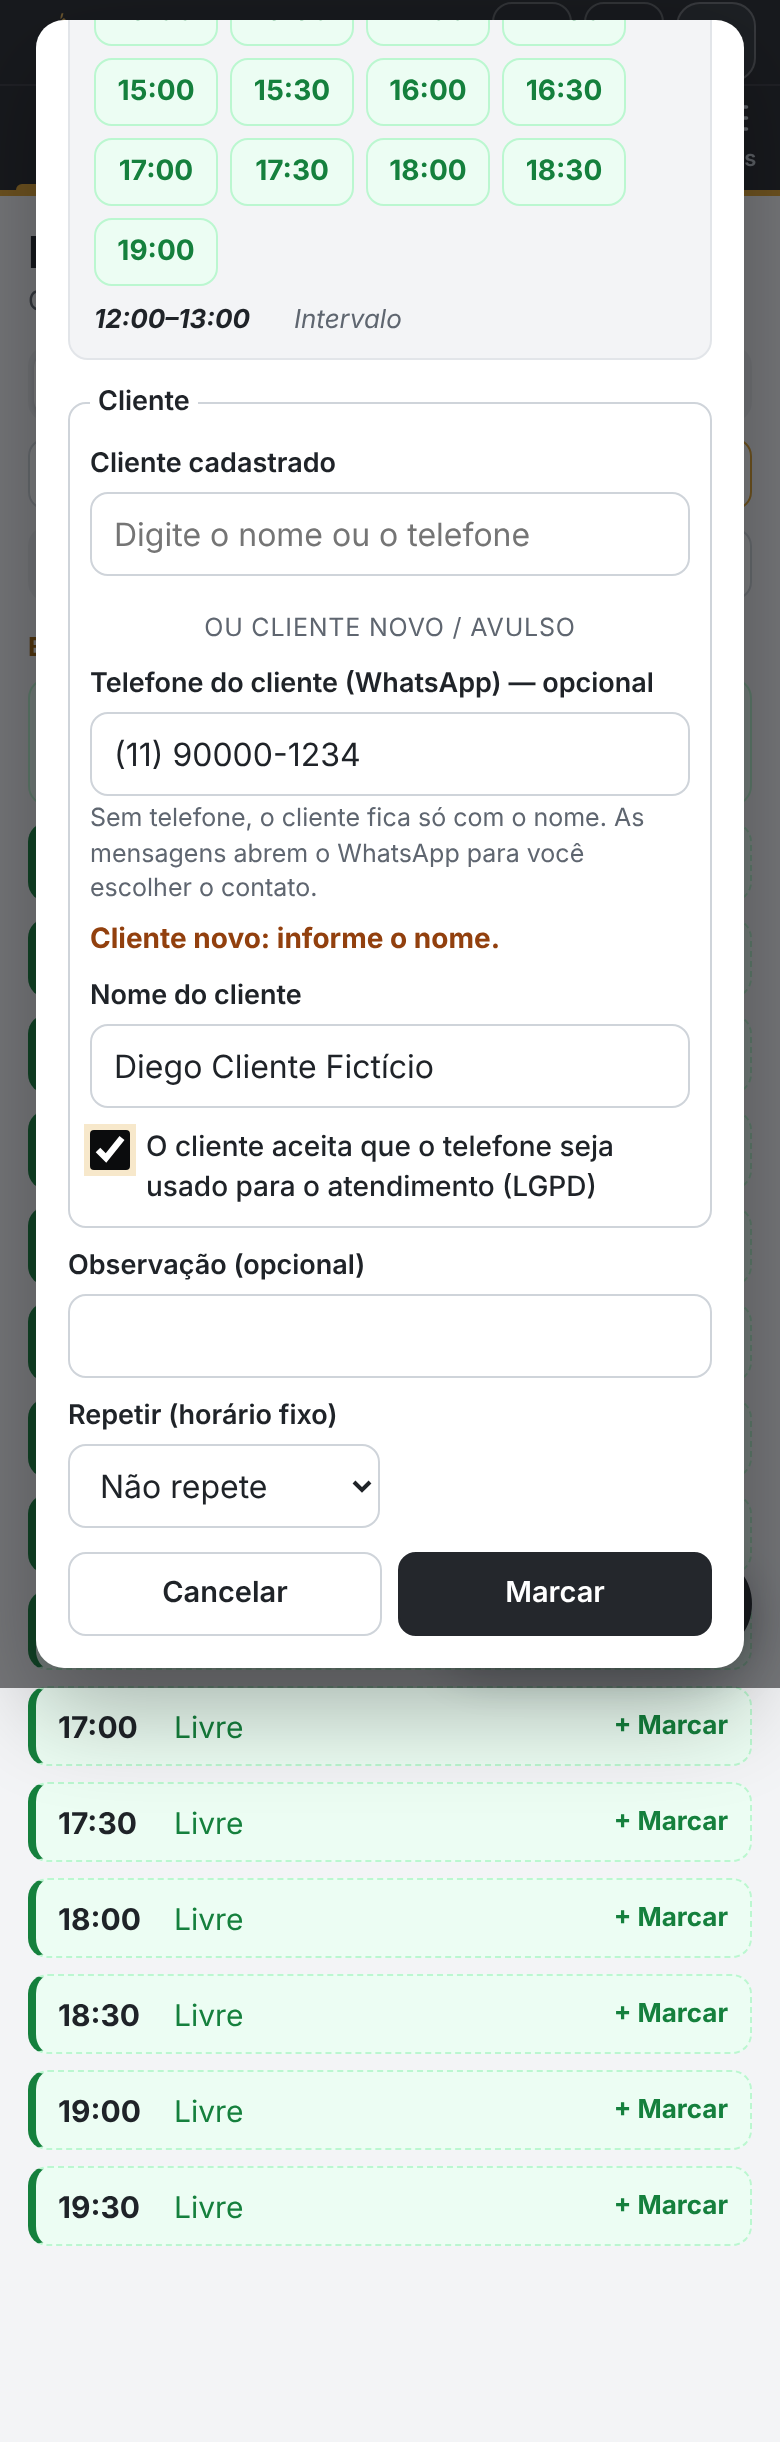 15:00 15:30 16:00 16:30
17:00 17:30 18:00 18:30
19:00
12:00–13:00 Intervalo
Cliente
Cliente cadastrado
Digite o nome ou o telefone
OU CLIENTE NOVO / AVULSO
Telefone do cliente (WhatsApp) — opcional
(11) 90000-1234
Sem telefone, o cliente fica só com o nome. As
mensagens abrem o WhatsApp para você
escolher o contato.
Cliente novo: informe o nome.
Nome do cliente
Diego Cliente Fictício
O cliente aceita que o telefone seja
usado para o atendimento (LGPD)
Observação (opcional)
Repetir (horário fixo)
Não repete
Cancelar Marcar
17:00 Livre + Marcar
17:30 Livre + Marcar
18:00 Livre + Marcar
18:30 Livre + Marcar
19:00 Livre + Marcar
19:30 Livre + Marcar